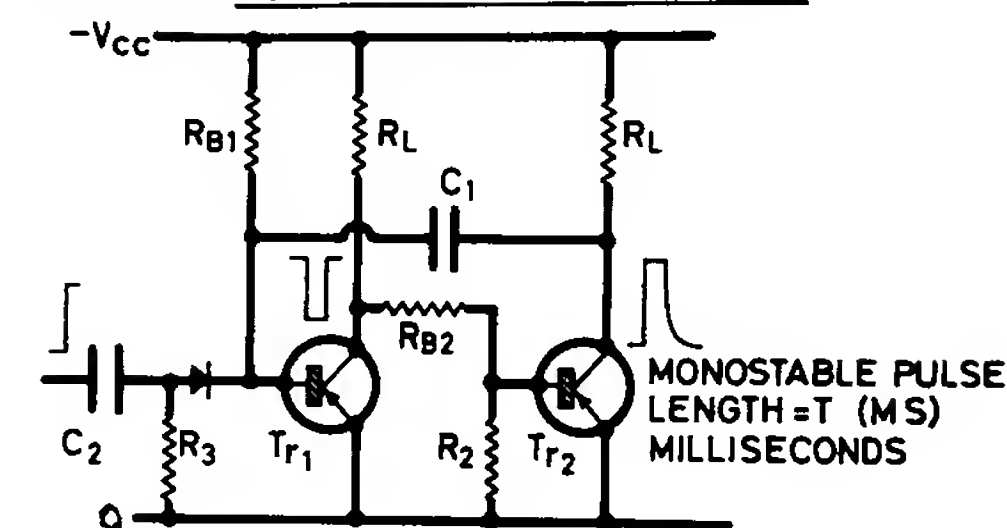 -VCC
RB1
RL
RL
C1
RB2
C2
R3
Tr1
R2
Tr2
MONOSTABLE PULSE
LENGTH = T (MS)
MILLISECONDS
0